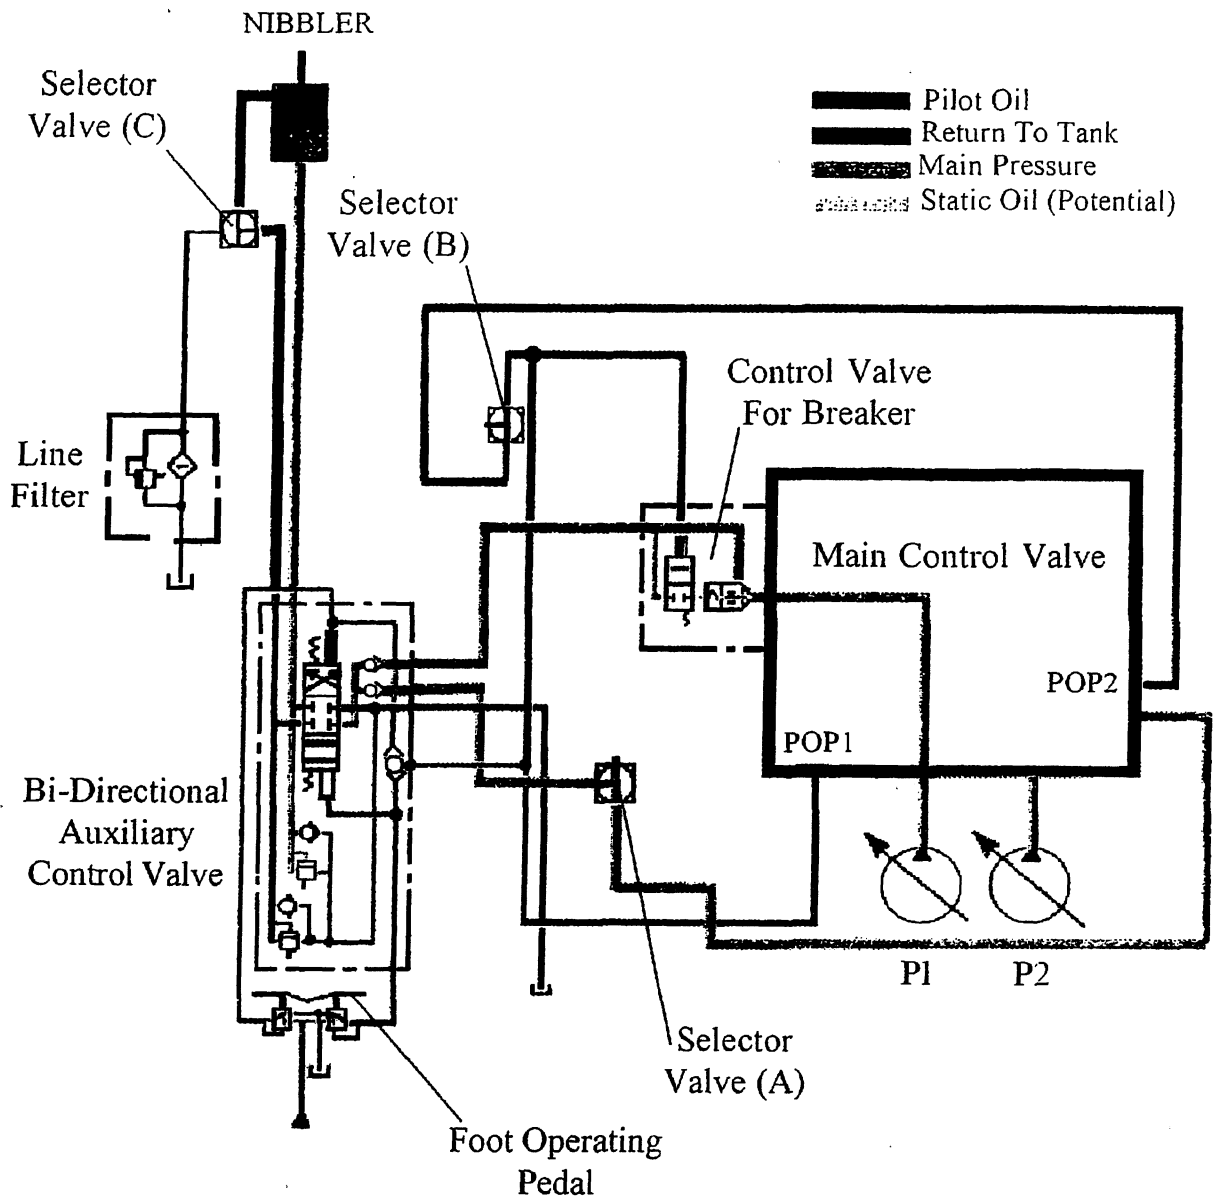 NIBBLER
Selector
Valve (C)
Pilot Oil
Return To Tank
Main Pressure
Static Oil (Potential)
Selector
Valve (B)
Control Valve
For Breaker
Line
Filter
Main Control Valve
POP2
POP1
Bi-Directional
Auxiliary
Control Valve
P1
P2
Selector
Valve (A)
Foot Operating
Pedal